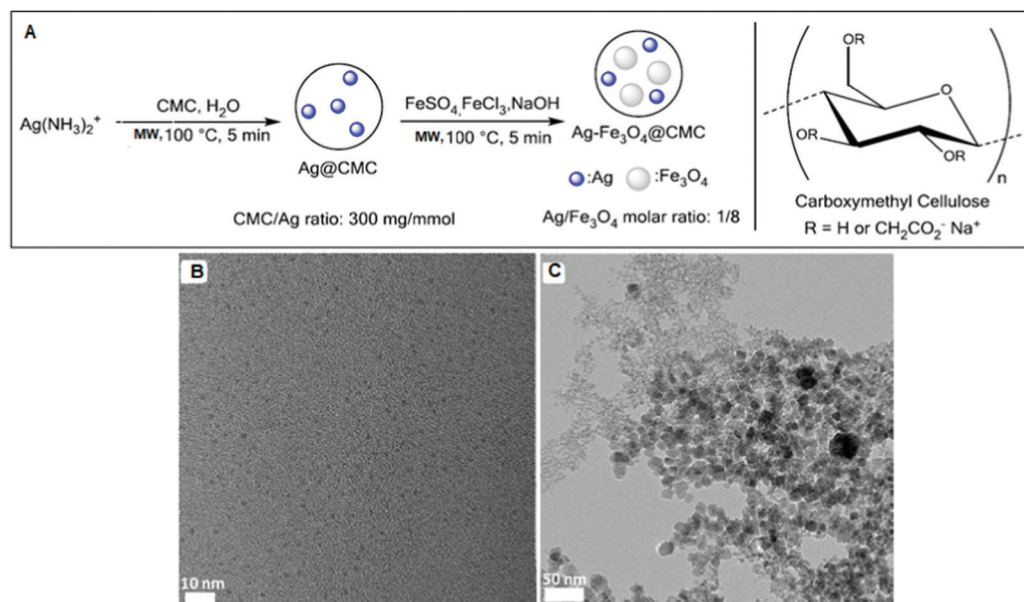 A
Ag(NH₃)₂⁺
CMC, H₂O
MW,100 °C, 5 min
Ag@CMC
FeSO₄,FeCl₃,NaOH
MW,100 °C, 5 min
Ag-Fe₃O₄@CMC
:Ag :Fe₃O₄
CMC/Ag ratio: 300 mg/mmol
Ag/Fe₃O₄ molar ratio: 1/8
OR
O
RO
OR
n
Carboxymethyl Cellulose
R = H or CH₂CO₂⁻ Na⁺
B
10 nm
C
50 nm